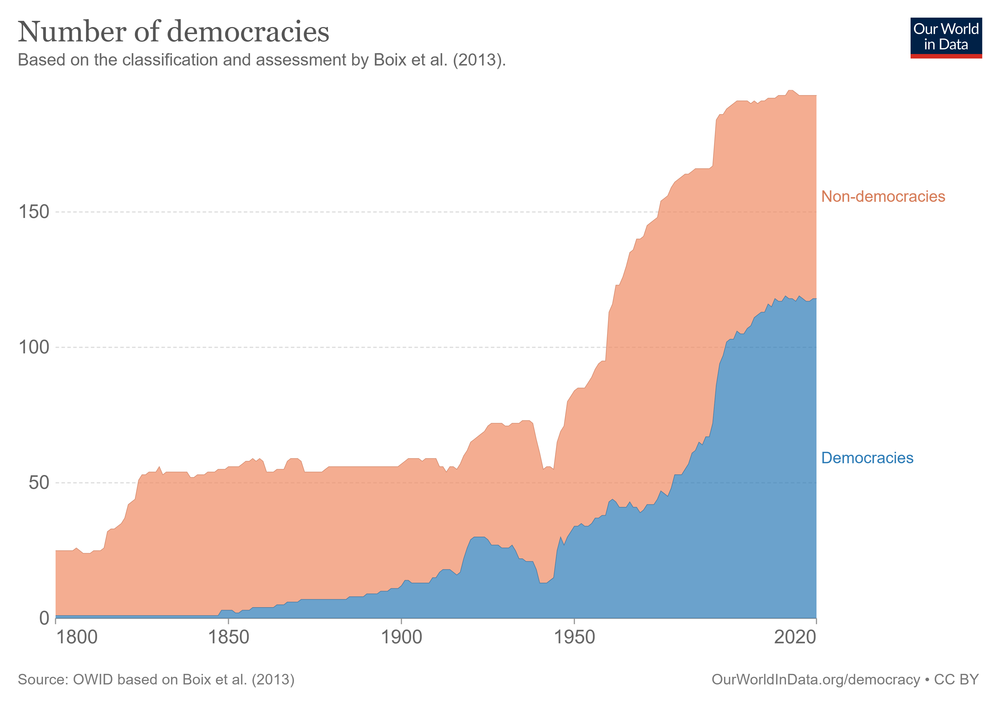 Number of democracies
Based on the classification and assessment by Boix et al. (2013).
Our World
in Data
150
100
50
0
Non-democracies
Democracies
1800
1850
1900
1950
2020
Source: OWID based on Boix et al. (2013)
OurWorldInData.org/democracy • CC BY